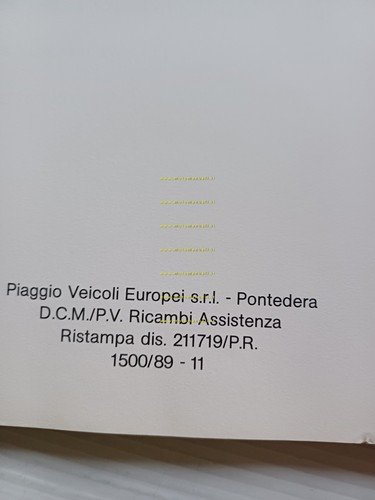 Piaggio Veicoli Europei s.r.l. - Pontedera
D.C.M./P.V. Ricambi Assistenza
Ristampa dis. 211719/P.R.
1500/89 - 11